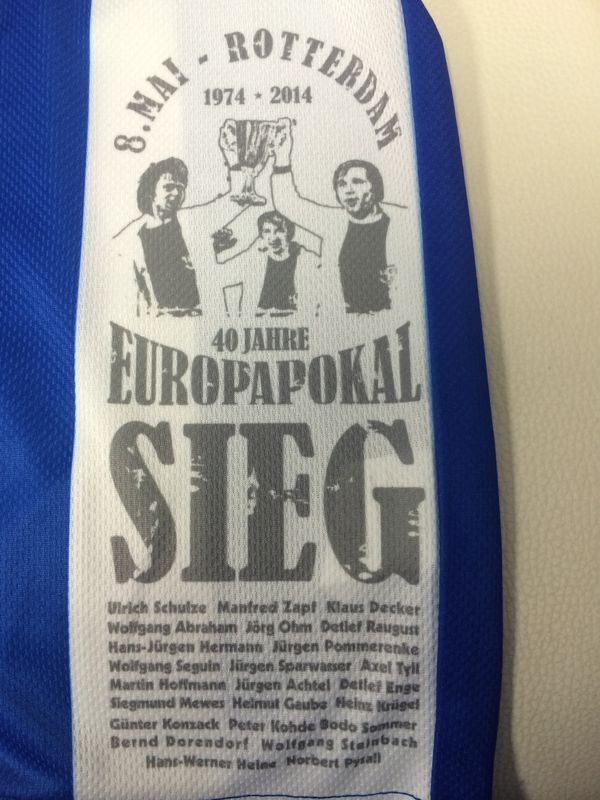 8. MAI - ROTTERDAM
1974 * 2014
40 JAHRE
EUROPAPOKAL
SIEG
Ulrich Schulze Manfred Zapf Klaus Decker
Wolfgang Abraham Jörg Ohm Detlef Raugust
Hans-Jürgen Hermann Jürgen Pommerenke
Wolfgang Seguin Jürgen Sparwasser Axel Tyll
Martin Hoffmann Jürgen Achtel Detlef Enge
Siegmund Mewes Helmut Gaube Heinz Krügel
Günter Konzack Peter Kohde Bodo Sommer
Bernd Dorendorf Wolfgang Steinbach
Hans-Werner Heine Norbert Pysall